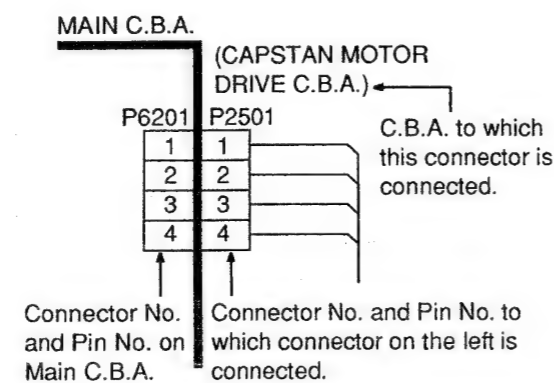 MAIN C.B.A.
(CAPSTAN MOTOR
DRIVE C.B.A.)
C.B.A. to which
this connector is
connected.
P6201 P2501
1 1
2 2
3 3
4 4
Connector No.
and Pin No. on
Main C.B.A.
Connector No. and Pin No. to
which connector on the left is
connected.